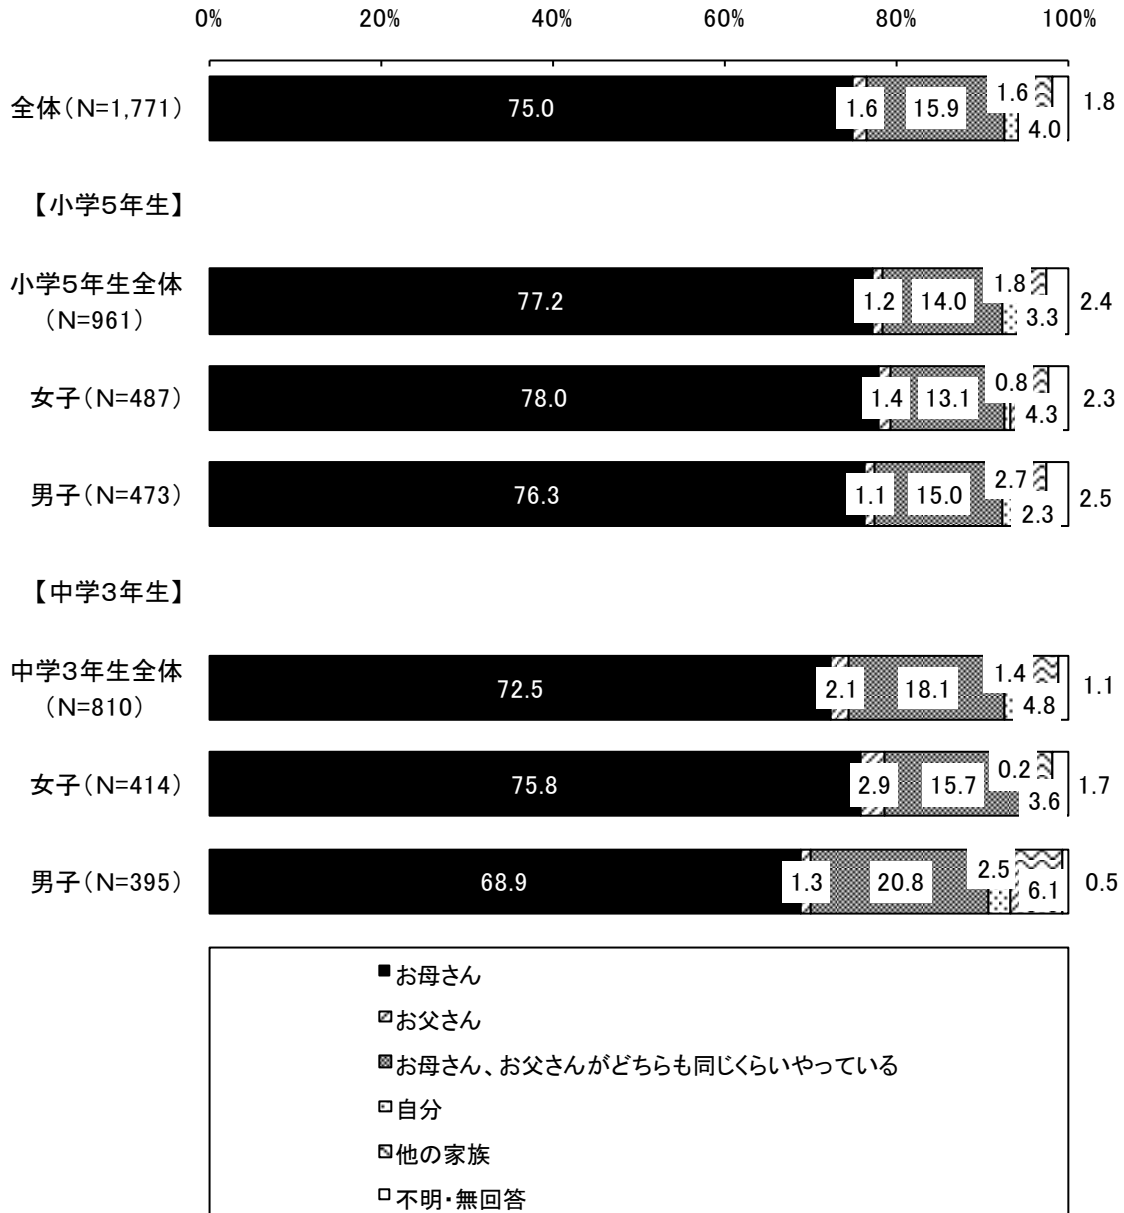 0% 20% 40% 60% 80% 100%
全体(N=1,771) 75.0 1.6 15.9 1.6 4.0 1.8
【小学5年生】
小学5年生全体
(N=961) 77.2 1.2 14.0 1.8 3.3 2.4
女子(N=487) 78.0 1.4 13.1 0.8 4.3 2.3
男子(N=473) 76.3 1.1 15.0 2.7 2.3 2.5
【中学3年生】
中学3年生全体
(N=810) 72.5 2.1 18.1 1.4 4.8 1.1
女子(N=414) 75.8 2.9 15.7 0.2 3.6 1.7
男子(N=395) 68.9 1.3 20.8 2.5 6.1 0.5
お母さん
お父さん
お母さん、お父さんがどちらも同じくらいやっている
自分
他の家族
不明・無回答